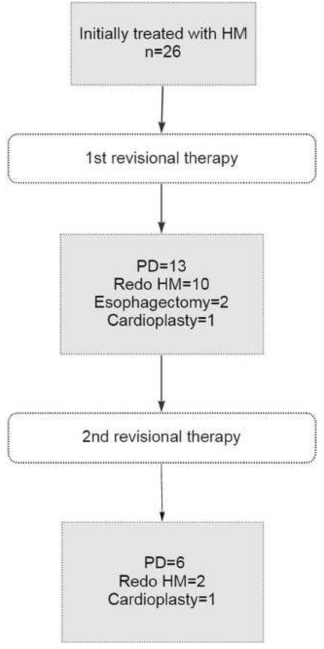 Initially treated with HM
n=26
1st revisional therapy
PD=13
Redo HM=10
Esophagectomy=2
Cardioplasty=1
2nd revisional therapy
PD=6
Redo HM=2
Cardioplasty=1